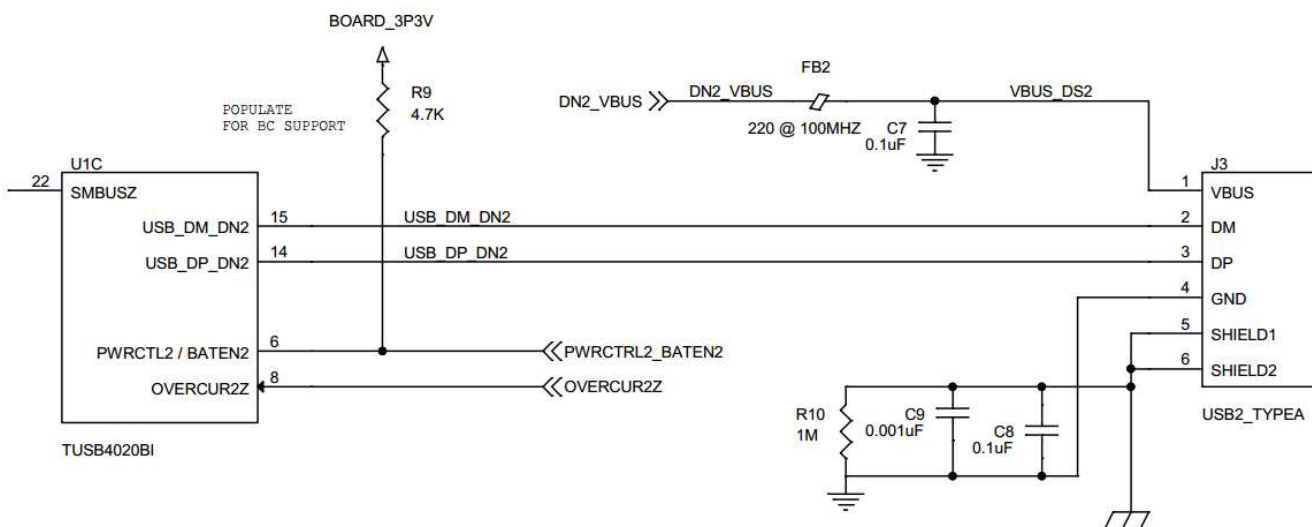 BOARD_3P3V
FB2
R9
4.7K
POPULATE
FOR BC SUPPORT
DN2_VBUS
DN2_VBUS
VBUS_DS2
220 @ 100MHZ
C7
0.1uF
U1C
J3
22
SMBUSZ
1
VBUS
USB_DM_DN2
15
USB_DM_DN2
2
DM
USB_DP_DN2
14
USB_DP_DN2
3
DP
4
GND
5
SHIELD1
PWRCTL2 / BATEN2
6
PWRCTRL2_BATEN2
6
SHIELD2
OVERCUR2Z
8
OVERCUR2Z
R10
1M
C9
0.001uF
C8
0.1uF
USB2_TYPEA
TUSB4020BI